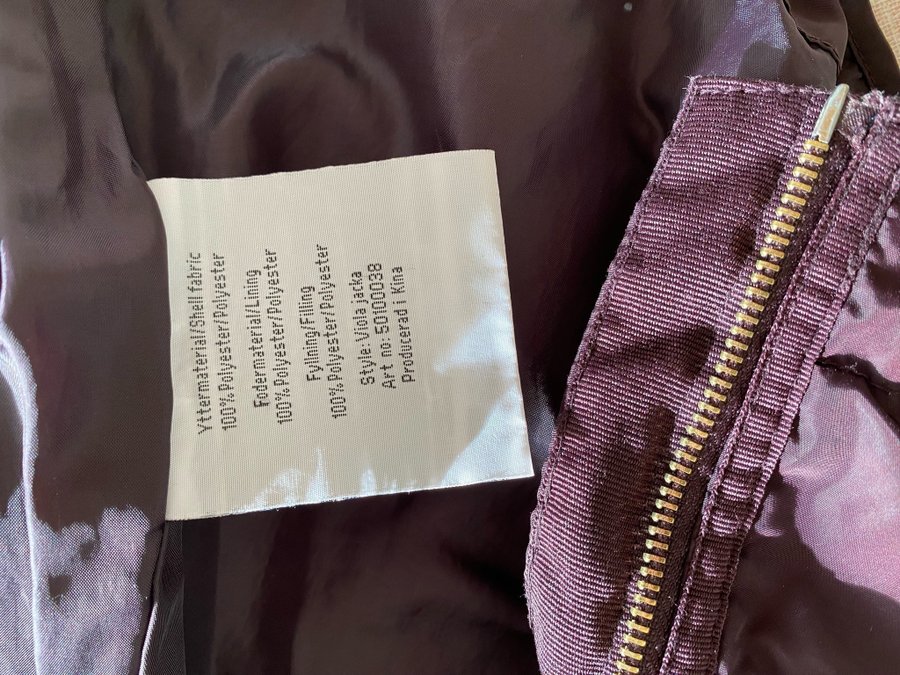 Yttermaterial/Shell fabric
100% Polyester/Polyester
Fodermaterial/Lining
100% Polyester/Polyester
Fyllning/Filling
100% Polyester/Polyester
Style: Viola jacka
Art no: 50100038
Producerad i Kina